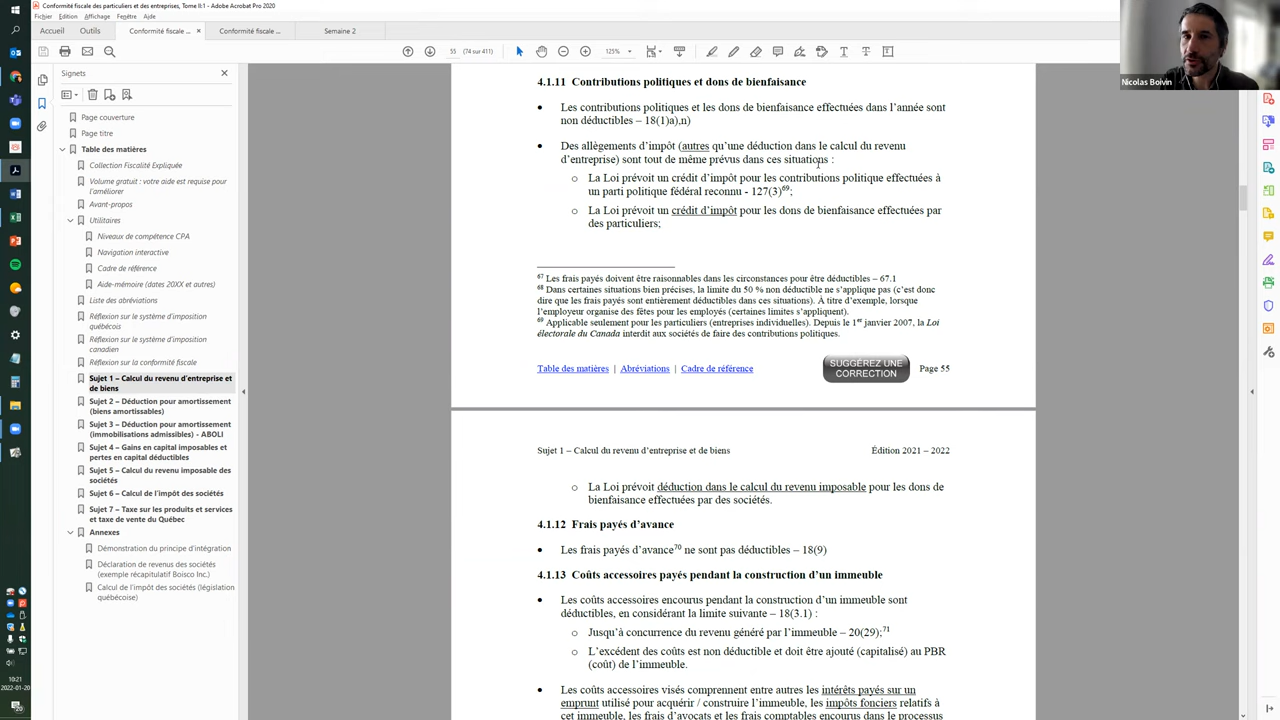 Conformité fiscale des particuliers et des entreprises, Tome II:1 - Adobe Acrobat Pro 2020
Fichier Edition Affichage Fenêtre Aide
Accueil Outils Conformité fiscale ... × Conformité fiscale ... Semaine 2
55 (74 sur 411) 125%
Signets
Page couverture
Page titre
Table des matières
Collection Fiscalité Expliquée
Volume gratuit : votre aide est requise pour
l'améliorer
Avant-propos
Utilitaires
Niveaux de compétence CPA
Navigation interactive
Cadre de référence
Aide-mémoire (dates 20XX et autres)
Liste des abréviations
Réflexion sur le système d'imposition
québécois
Réflexion sur le système d'imposition
canadien
Réflexion sur la conformité fiscale
Sujet 1 – Calcul du revenu d'entreprise et
de biens
Sujet 2 – Déduction pour amortissement
(biens amortissables)
Sujet 3 – Déduction pour amortissement
(immobilisations admissibles) - ABOLI
Sujet 4 – Gains en capital imposables et
pertes en capital déductibles
Sujet 5 – Calcul du revenu imposable des
sociétés
Sujet 6 – Calcul de l'impôt des sociétés
Sujet 7 – Taxe sur les produits et services
et taxe de vente du Québec
Annexes
Démonstration du principe d'intégration
Déclaration de revenus des sociétés
(exemple récapitulatif Boisco Inc.)
Calcul de l'impôt des sociétés (législation
québécoise)
4.1.11 Contributions politiques et dons de bienfaisance
• Les contributions politiques et les dons de bienfaisance effectuées dans l'année sont
non déductibles – 18(1)a),n)
• Des allègements d'impôt (autres qu'une déduction dans le calcul du revenu
d'entreprise) sont tout de même prévus dans ces situations :
o La Loi prévoit un crédit d'impôt pour les contributions politique effectuées à
un parti politique fédéral reconnu - 127(3)69;
o La Loi prévoit un crédit d'impôt pour les dons de bienfaisance effectuées par
des particuliers;
67 Les frais payés doivent être raisonnables dans les circonstances pour être déductibles – 67.1
68 Dans certaines situations bien précises, la limite du 50 % non déductible ne s'applique pas (c'est donc
dire que les frais payés sont entièrement déductibles dans ces situations). À titre d'exemple, lorsque
l'employeur organise des fêtes pour les employés (certaines limites s'appliquent).
69 Applicable seulement pour les particuliers (entreprises individuelles). Depuis le 1er janvier 2007, la Loi
électorale du Canada interdit aux sociétés de faire des contributions politiques.
Table des matières | Abréviations | Cadre de référence
SUGGÉREZ UNE
CORRECTION
Page 55
Sujet 1 – Calcul du revenu d'entreprise et de biens Édition 2021 – 2022
o La Loi prévoit déduction dans le calcul du revenu imposable pour les dons de
bienfaisance effectuées par des sociétés.
4.1.12 Frais payés d'avance
• Les frais payés d'avance70 ne sont pas déductibles – 18(9)
4.1.13 Coûts accessoires payés pendant la construction d'un immeuble
• Les coûts accessoires encourus pendant la construction d'un immeuble sont
déductibles, en considérant la limite suivante – 18(3.1) :
o Jusqu'à concurrence du revenu généré par l'immeuble – 20(29);71
o L'excédent des coûts est non déductible et doit être ajouté (capitalisé) au PBR
(coût) de l'immeuble.
• Les coûts accessoires visés comprennent entre autres les intérêts payés sur un
emprunt utilisé pour acquérir / construire l'immeuble, les impôts fonciers relatifs à
cet immeuble, les frais d'avocats et les frais comptables encourus dans le processus
Nicolas Boivin
10:21
2022-01-20